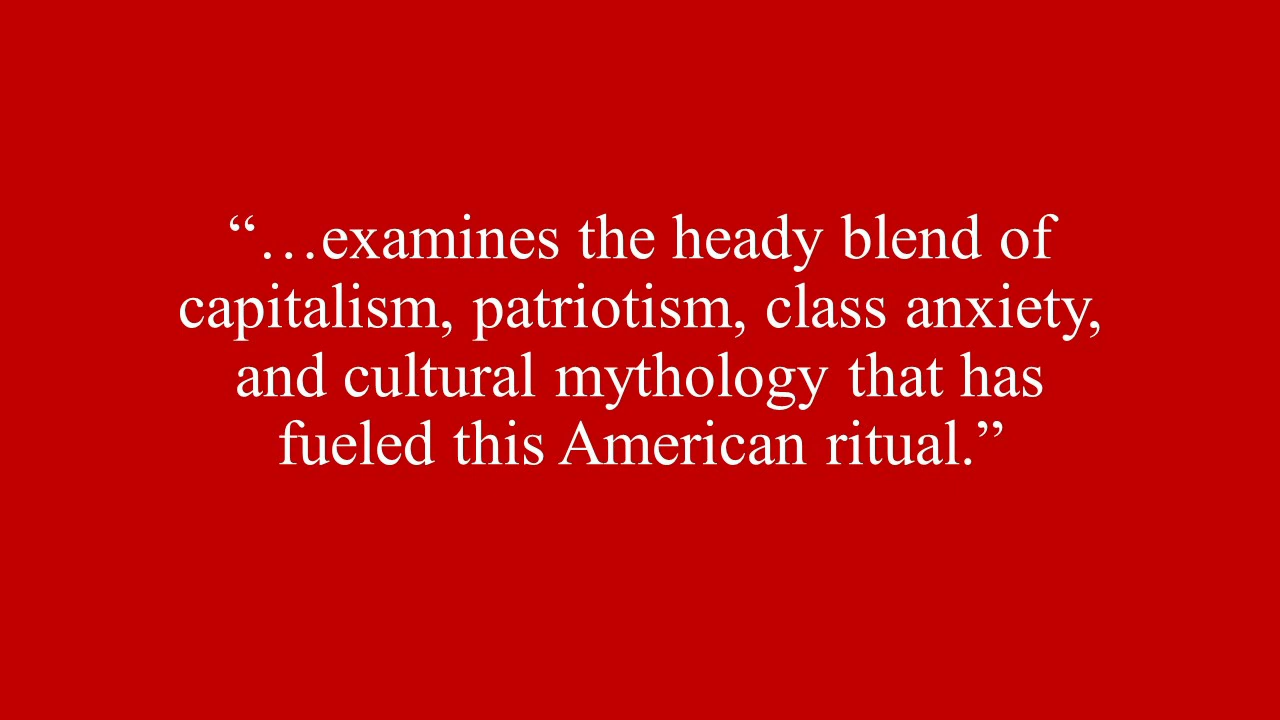 “…examines the heady blend of
capitalism, patriotism, class anxiety,
and cultural mythology that has
fueled this American ritual.”